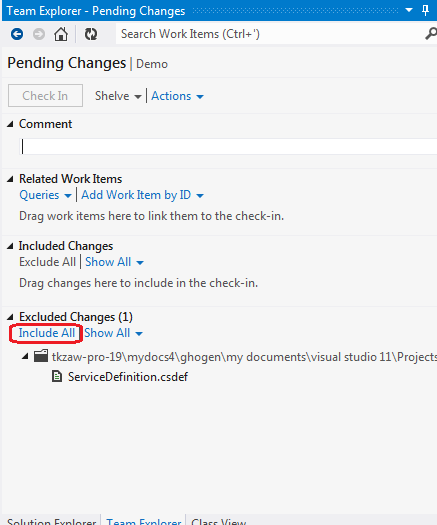 Team Explorer - Pending Changes
Search Work Items (Ctrl+')
Pending Changes | Demo
Check In Shelve Actions
Comment
Related Work Items
Queries Add Work Item by ID
Drag work items here to link them to the check-in.
Included Changes
Exclude All Show All
Drag changes here to include in the check-in.
Excluded Changes (1)
Include All Show All
tkzaw-pro-19\mydocs4\ghogen\my documents\visual studio 11\Projects
ServiceDefinition.csdef
Solution Explorer Team Explorer Class View